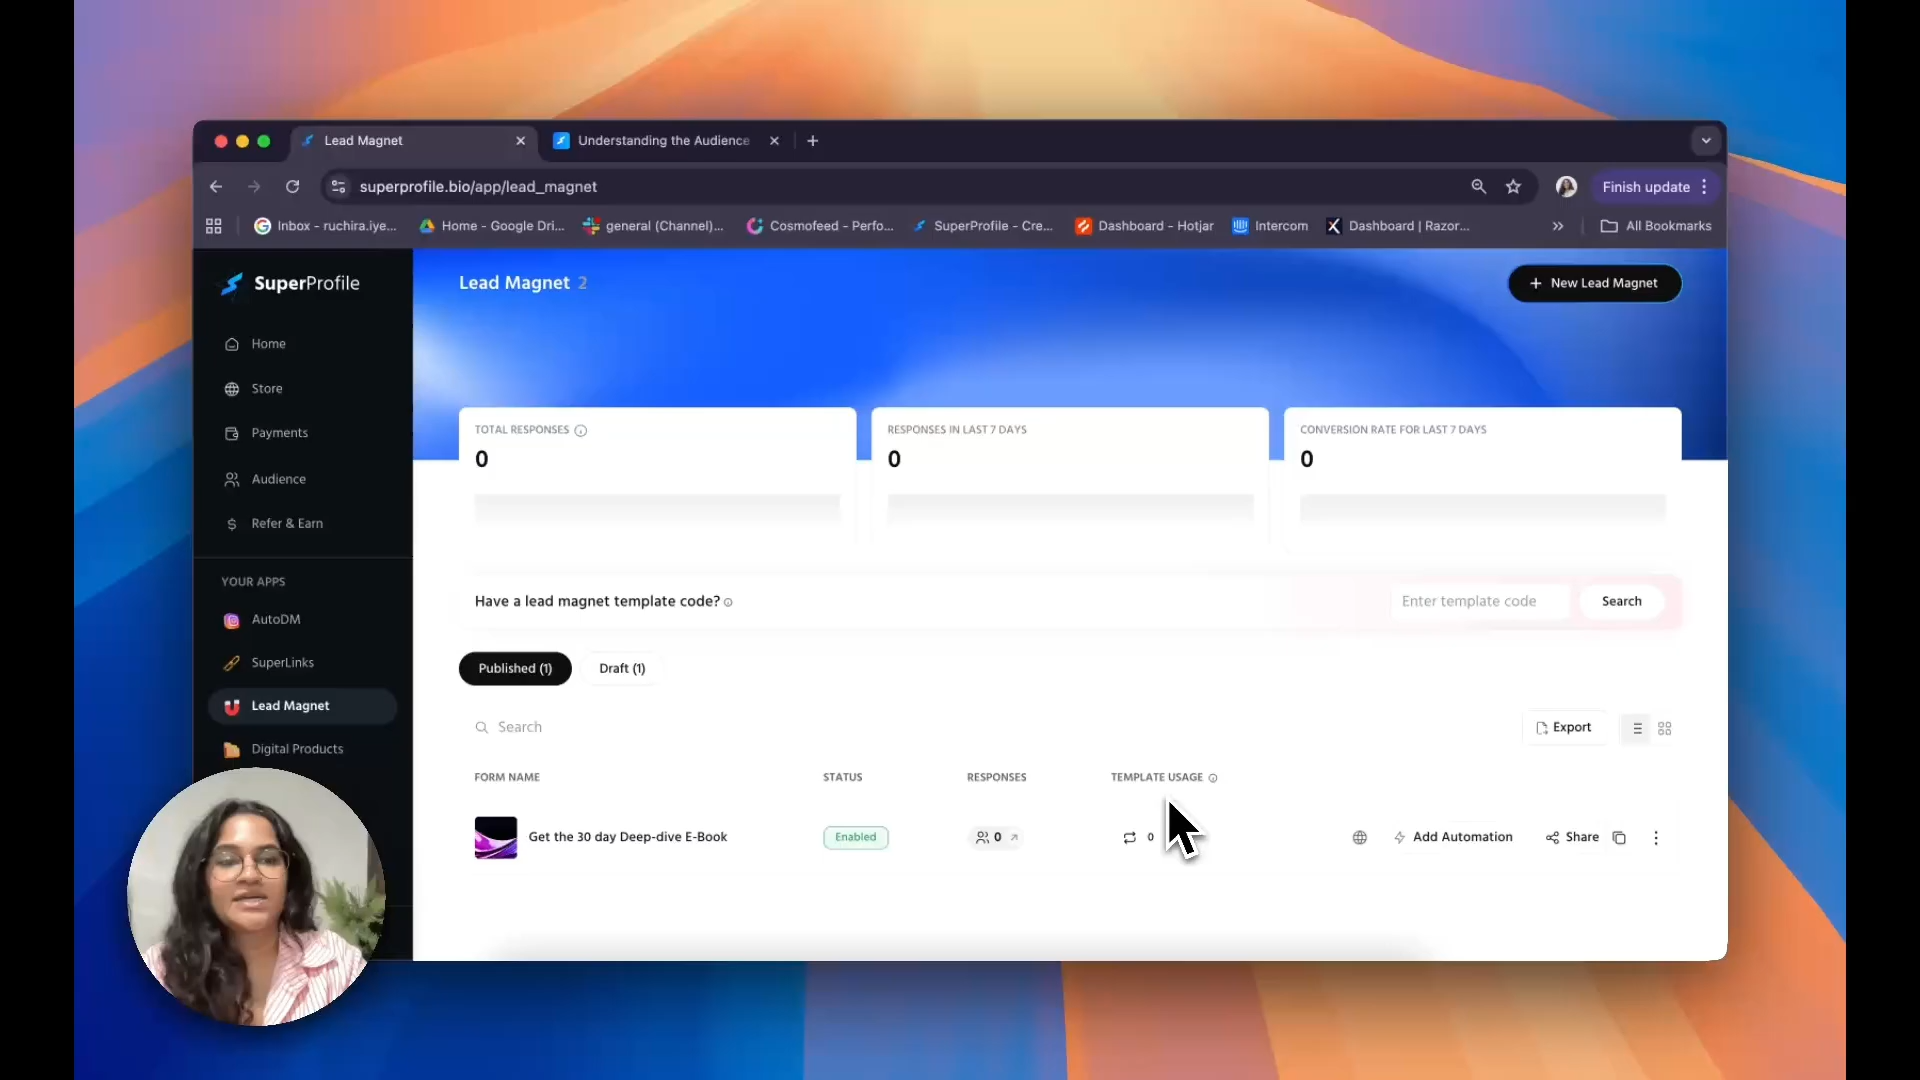 Lead Magnet
Understanding the Audience
superprofile.bio/app/lead_magnet
Finish update
Inbox - ruchira.iye...
Home - Google Dri...
general (Channel)...
Cosmofeed - Perfo...
SuperProfile - Cre...
Dashboard - Hotjar
Intercom
Dashboard | Razor...
All Bookmarks
SuperProfile
Home
Store
Payments
Audience
Refer & Earn
YOUR APPS
AutoDM
SuperLinks
Lead Magnet
Digital Products
Lead Magnet 2
+ New Lead Magnet
TOTAL RESPONSES
0
RESPONSES IN LAST 7 DAYS
0
CONVERSION RATE FOR LAST 7 DAYS
0
Have a lead magnet template code?
Enter template code
Search
Published (1)
Draft (1)
Search
Export
FORM NAME
STATUS
RESPONSES
TEMPLATE USAGE
Get the 30 day Deep-dive E-Book
Enabled
0
0
Add Automation
Share